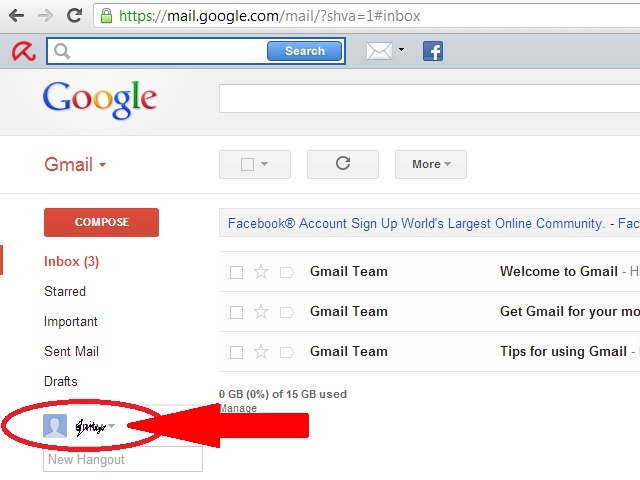 https://mail.google.com/mail/?shva=1#inbox
Search
Google
Gmail
More
COMPOSE
Facebook® Account Sign Up World's Largest Online Community. - Fac
Inbox (3)
Gmail Team Welcome to Gmail - Hi
Starred
Important
Gmail Team Get Gmail for your mo
Sent Mail
Gmail Team Tips for using Gmail -
Drafts
0 GB (0%) of 15 GB used
Manage
New Hangout